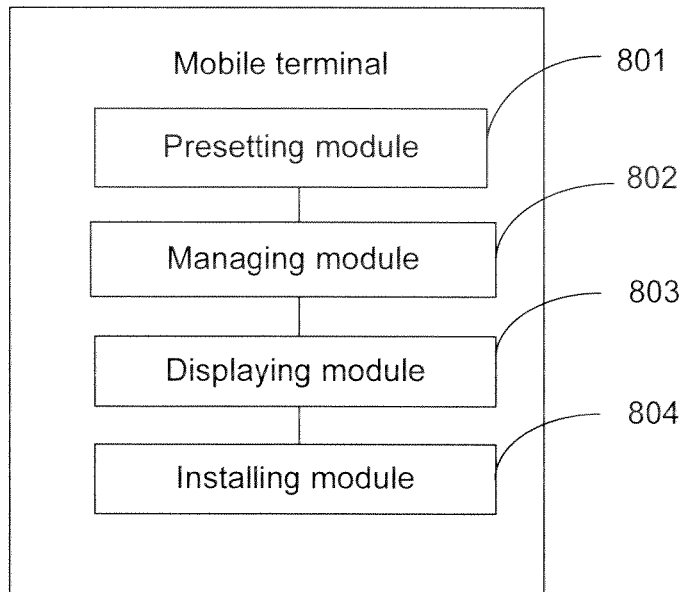 Mobile terminal
801
Presetting module
802
Managing module
803
Displaying module
804
Installing module